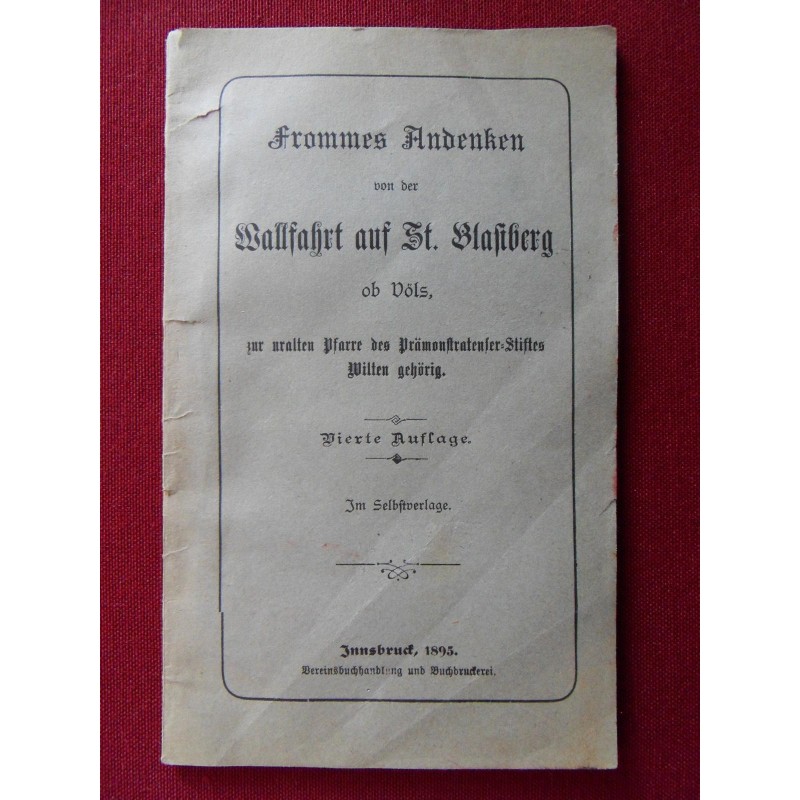 Frommes Andenken
von der
Wallfahrt auf St. Blasiberg
ob Völs,
zur uralten Pfarre des Prämonstratenser-Stiftes
Wilten gehörig.
Vierte Auflage.
Im Selbstverlage.
Innsbruck, 1895.
Vereinsbuchhandlung und Buchdruckerei.